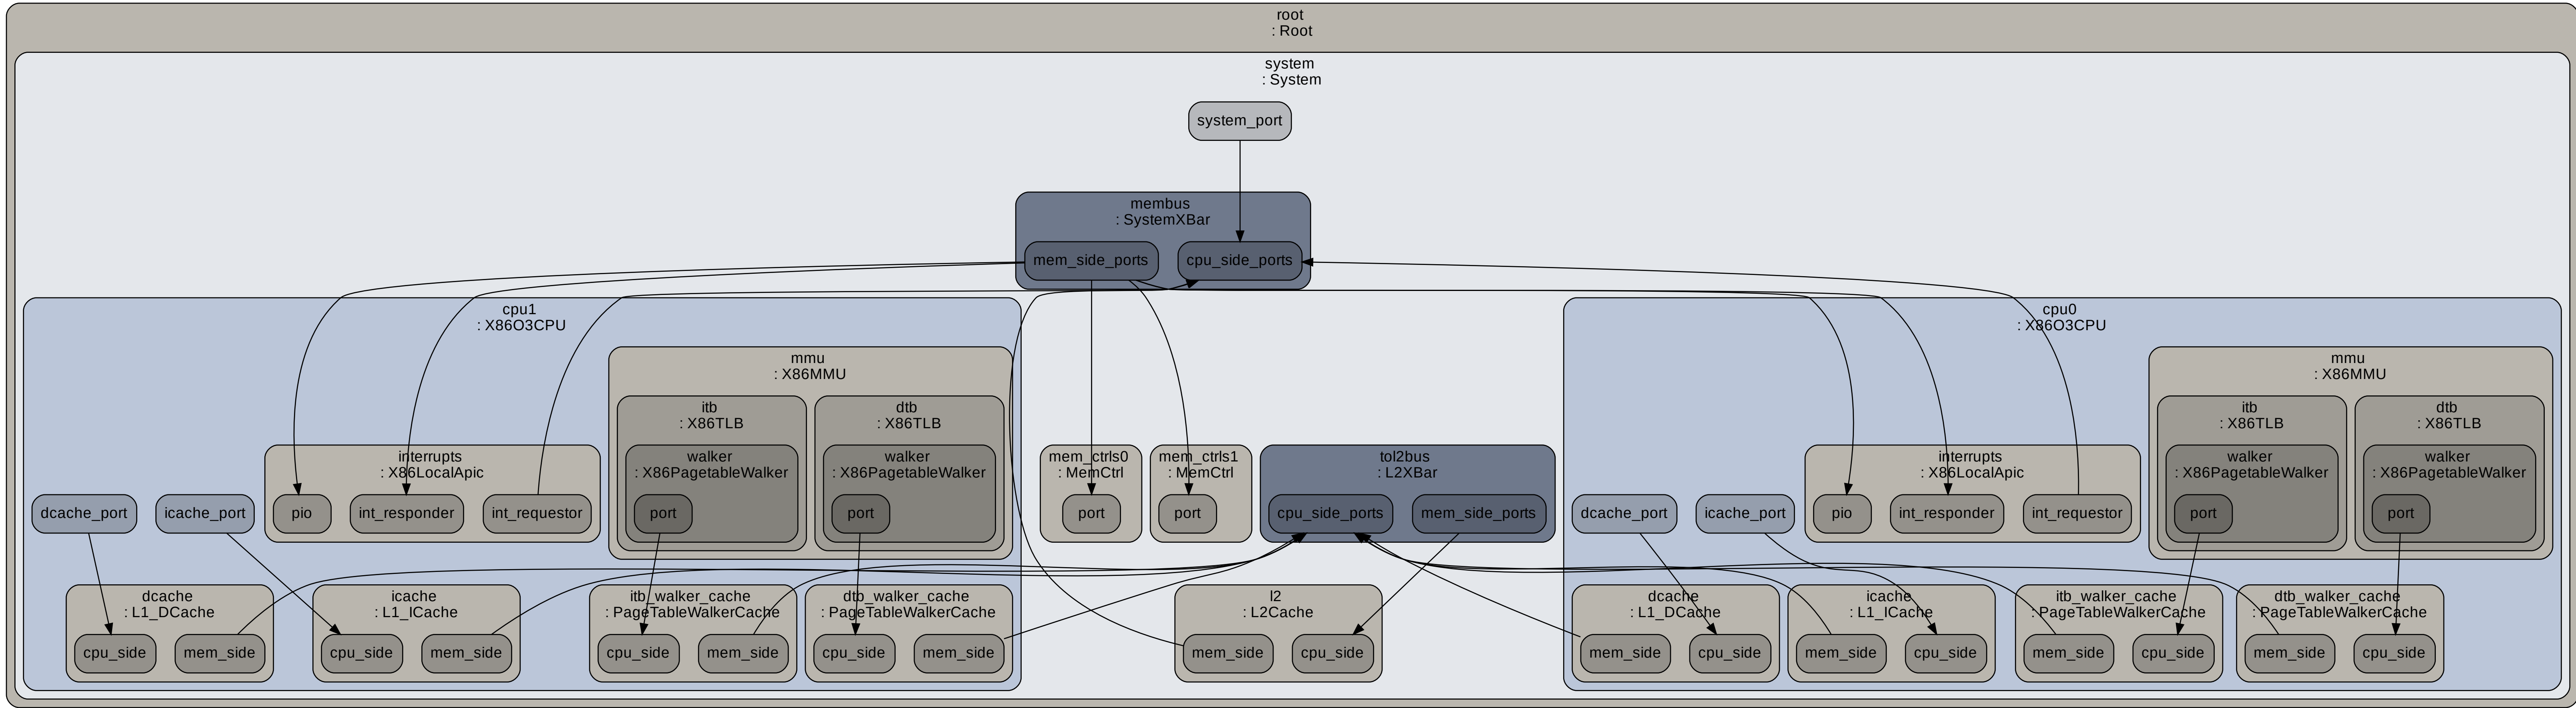 root
: Root
system
: System
system_port
membus
: SystemXBar
mem_side_ports
cpu_side_ports
cpu1
: X86O3CPU
mmu
: X86MMU
itb
: X86TLB
walker
: X86PagetableWalker
port
dtb
: X86TLB
walker
: X86PagetableWalker
port
interrupts
: X86LocalApic
pio
int_responder
int_requestor
dcache_port
icache_port
dcache
: L1_DCache
cpu_side
mem_side
icache
: L1_ICache
cpu_side
mem_side
itb_walker_cache
: PageTableWalkerCache
cpu_side
mem_side
dtb_walker_cache
: PageTableWalkerCache
cpu_side
mem_side
mem_ctrls0
: MemCtrl
port
mem_ctrls1
: MemCtrl
port
tol2bus
: L2XBar
cpu_side_ports
mem_side_ports
l2
: L2Cache
mem_side
cpu_side
cpu0
: X86O3CPU
mmu
: X86MMU
itb
: X86TLB
walker
: X86PagetableWalker
port
dtb
: X86TLB
walker
: X86PagetableWalker
port
interrupts
: X86LocalApic
pio
int_responder
int_requestor
dcache_port
icache_port
dcache
: L1_DCache
mem_side
cpu_side
icache
: L1_ICache
mem_side
cpu_side
itb_walker_cache
: PageTableWalkerCache
mem_side
cpu_side
dtb_walker_cache
: PageTableWalkerCache
mem_side
cpu_side